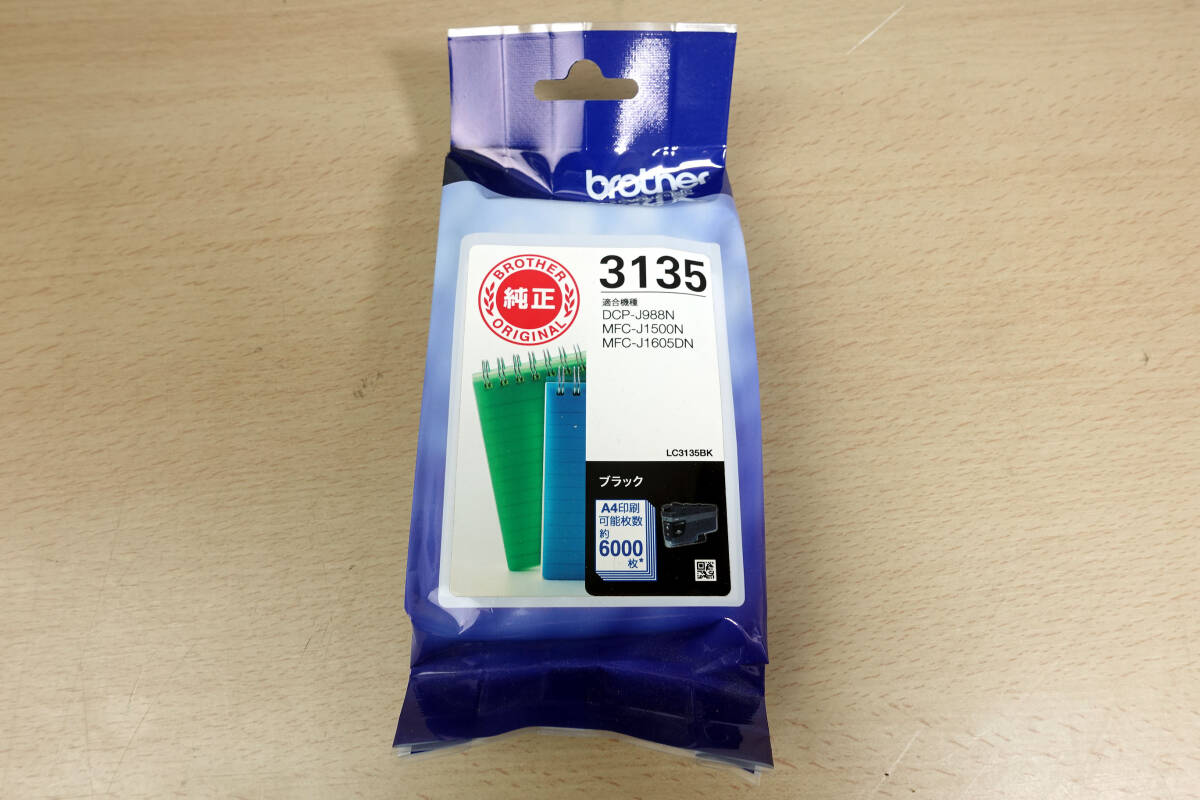 brother
BROTHER
純正
ORIGINAL
3135
適合機種
DCP-J988N
MFC-J1500N
MFC-J1605DN
LC3135BK
ブラック
A4印刷
可能枚数
約
6000
枚*